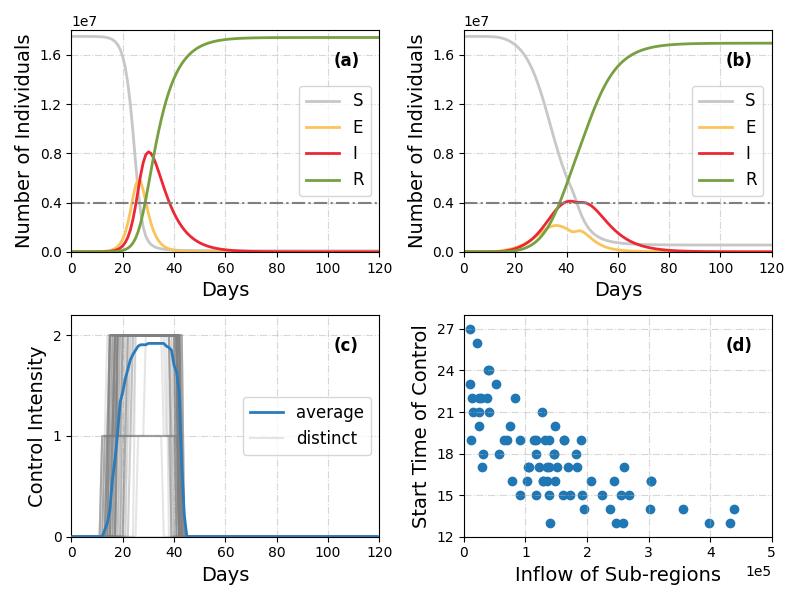 1e7
(a)
Number of Individuals
1.6
1.2
0.8
0.4
0.0
S
E
I
R
0 20 40 60 80 100 120
Days
1e7
(b)
Number of Individuals
1.6
1.2
0.8
0.4
0.0
S
E
I
R
0 20 40 60 80 100 120
Days
(c)
Control Intensity
2
1
0
average
distinct
0 20 40 60 80 100 120
Days
(d)
Start Time of Control
27
24
21
18
15
12
0 1 2 3 4 5
Inflow of Sub-regions
1e5